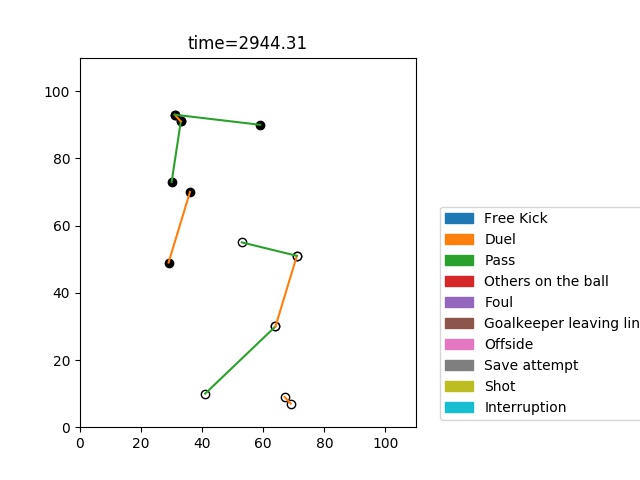 time=2944.31
100
80
60
40
20
0
0 20 40 60 80 100
Free Kick
Duel
Pass
Others on the ball
Foul
Goalkeeper leaving lin
Offside
Save attempt
Shot
Interruption